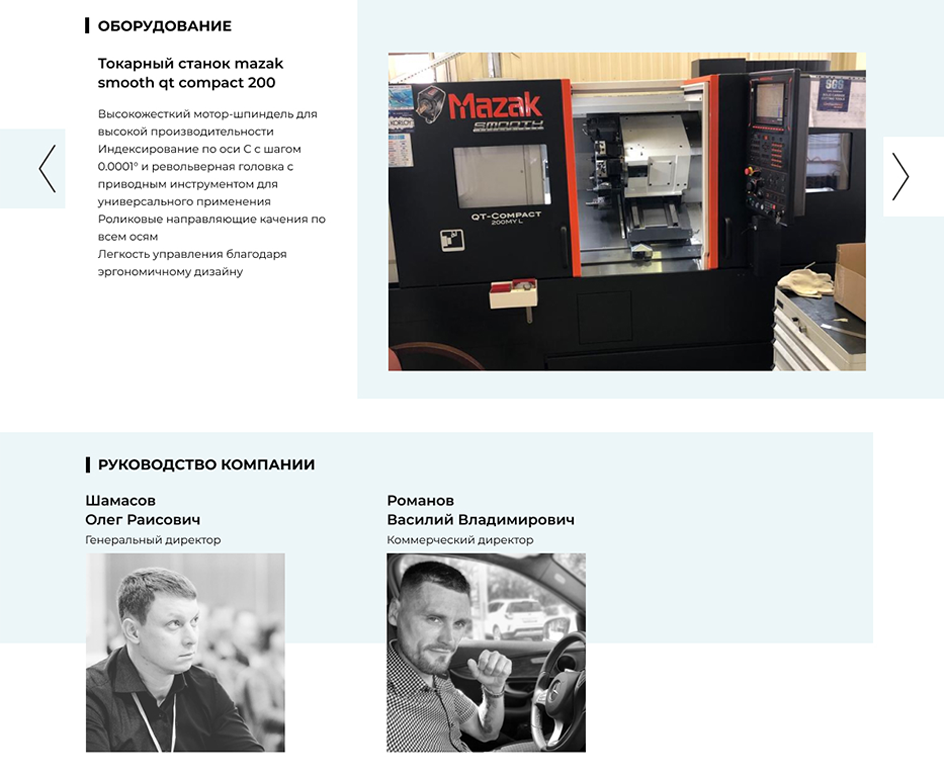 ОБОРУДОВАНИЕ
Токарный станок mazak
smooth qt compact 200
Высокожесткий мотор-шпиндель для
высокой производительности
Индексирование по оси С с шагом
0.0001° и револьверная головка с
приводным инструментом для
универсального применения
Роликовые направляющие качения по
всем осям
Легкость управления благодаря
эргономичному дизайну
Mazak
SMOOTH
KORLOY
QT-COMPACT
200MY L
SGS
РУКОВОДСТВО КОМПАНИИ
Шамасов
Олег Раисович
Генеральный директор
Романов
Василий Владимирович
Коммерческий директор